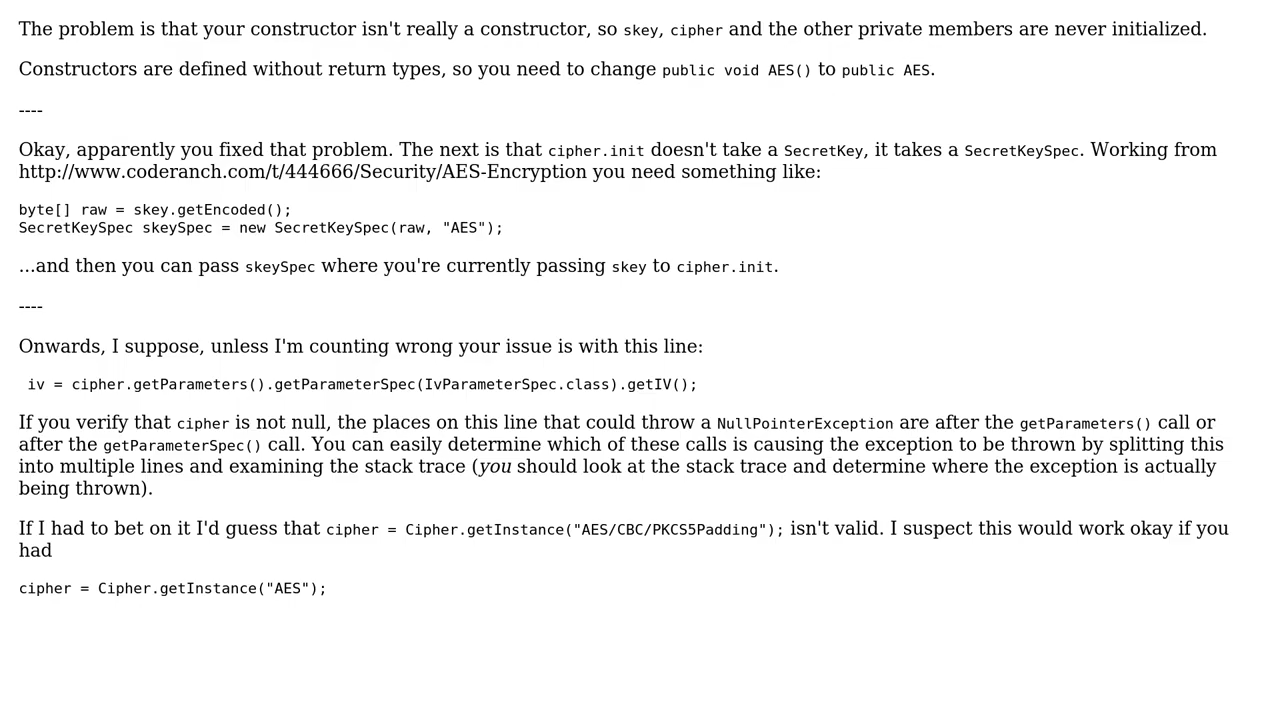 The problem is that your constructor isn't really a constructor, so skey, cipher and the other private members are never initialized.
Constructors are defined without return types, so you need to change public void AES() to public AES.
----
Okay, apparently you fixed that problem. The next is that cipher.init doesn't take a SecretKey, it takes a SecretKeySpec. Working from
http://www.coderanch.com/t/444666/Security/AES-Encryption you need something like:
byte[] raw = skey.getEncoded();
SecretKeySpec skeySpec = new SecretKeySpec(raw, "AES");
...and then you can pass skeySpec where you're currently passing skey to cipher.init.
----
Onwards, I suppose, unless I'm counting wrong your issue is with this line:
iv = cipher.getParameters().getParameterSpec(IvParameterSpec.class).getIV();
If you verify that cipher is not null, the places on this line that could throw a NullPointerException are after the getParameters() call or
after the getParameterSpec() call. You can easily determine which of these calls is causing the exception to be thrown by splitting this
into multiple lines and examining the stack trace (you should look at the stack trace and determine where the exception is actually
being thrown).
If I had to bet on it I'd guess that cipher = Cipher.getInstance("AES/CBC/PKCS5Padding"); isn't valid. I suspect this would work okay if you
had
cipher = Cipher.getInstance("AES");